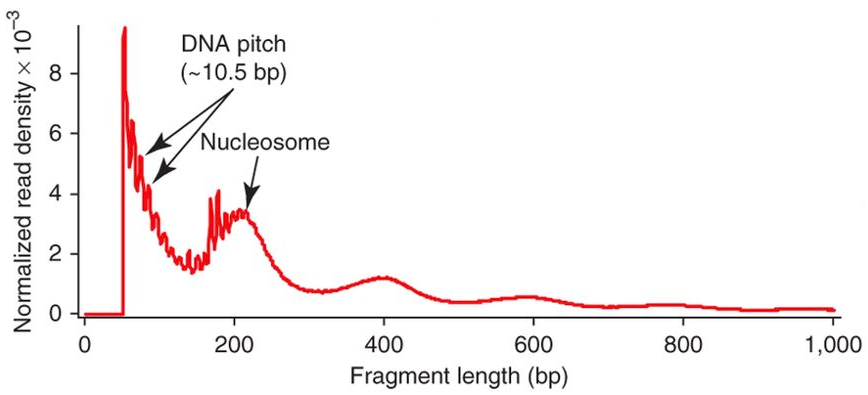 Normalized read density × 10⁻³
8
6
4
2
0
DNA pitch
(~10.5 bp)
Nucleosome
0 200 400 600 800 1,000
Fragment length (bp)